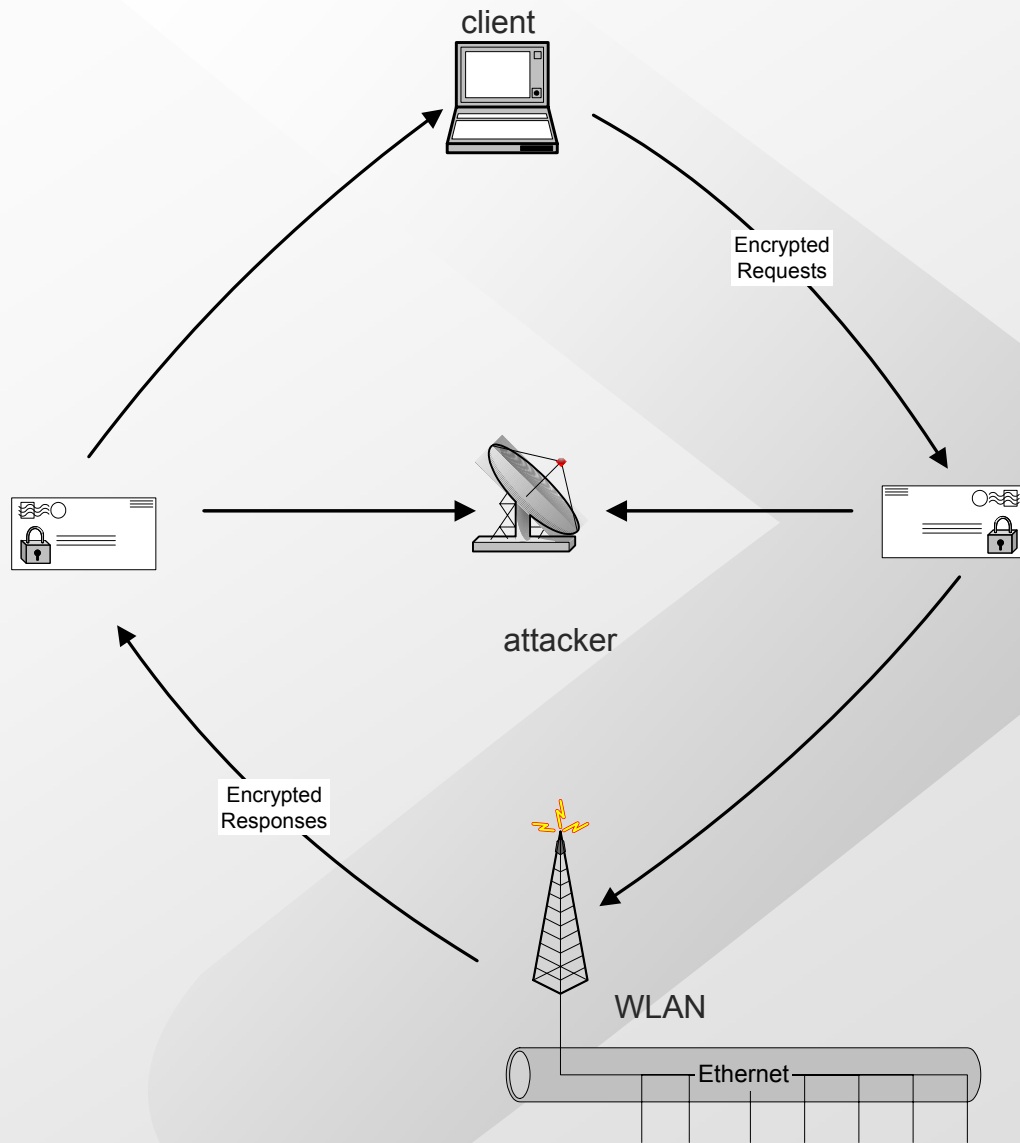 client
Encrypted
Requests
attacker
Encrypted
Responses
WLAN
Ethernet